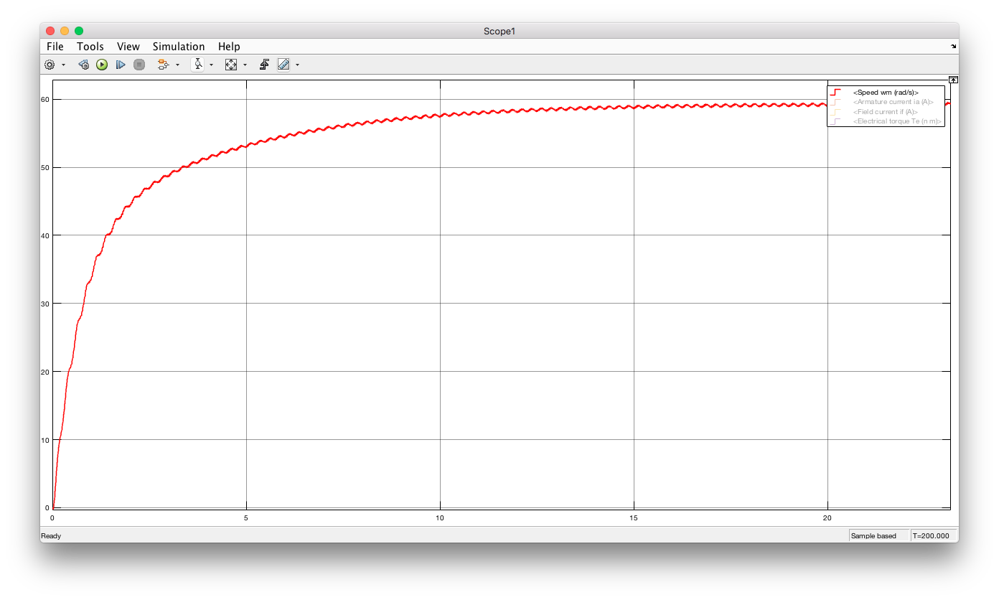 Scope1
File Tools View Simulation Help
60
50
40
30
20
10
0
<Speed wm (rad/s)>
<Armature current ia (A)>
<Field current if (A)>
<Electrical torque Te (n m)>
0 5 10 15 20
Ready Sample based T=200.000